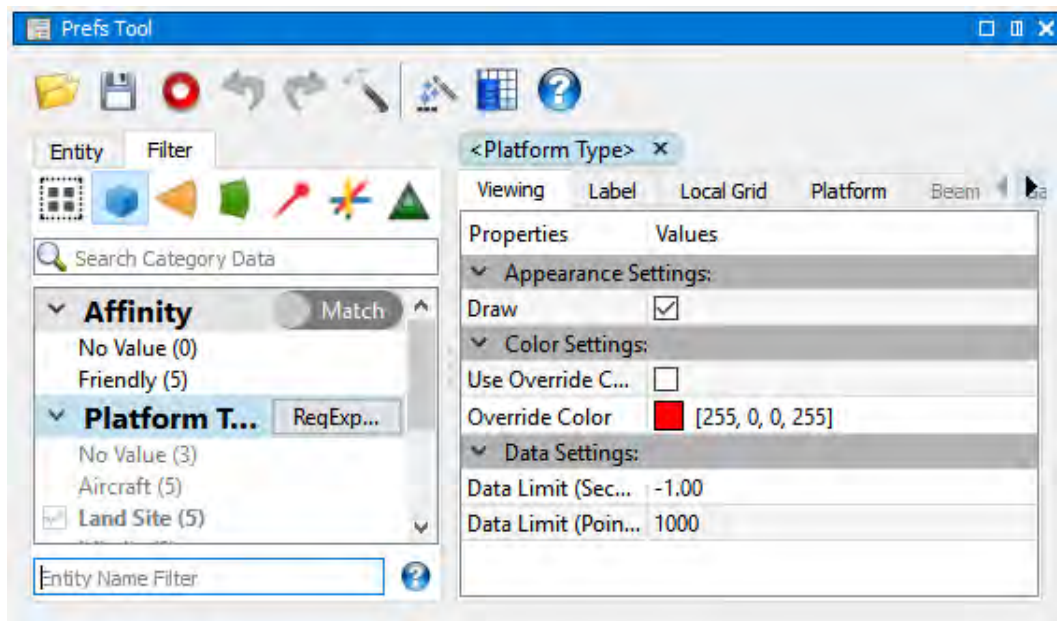 Prefs Tool
Entity Filter
Search Category Data
Affinity Match
No Value (0)
Friendly (5)
Platform T... RegExp...
No Value (3)
Aircraft (5)
Land Site (5)
Entity Name Filter
<Platform Type>
Viewing Label Local Grid Platform Beam
Properties Values
Appearance Settings:
Draw
Color Settings:
Use Override C...
Override Color [255, 0, 0, 255]
Data Settings:
Data Limit (Sec... -1.00
Data Limit (Poin... 1000